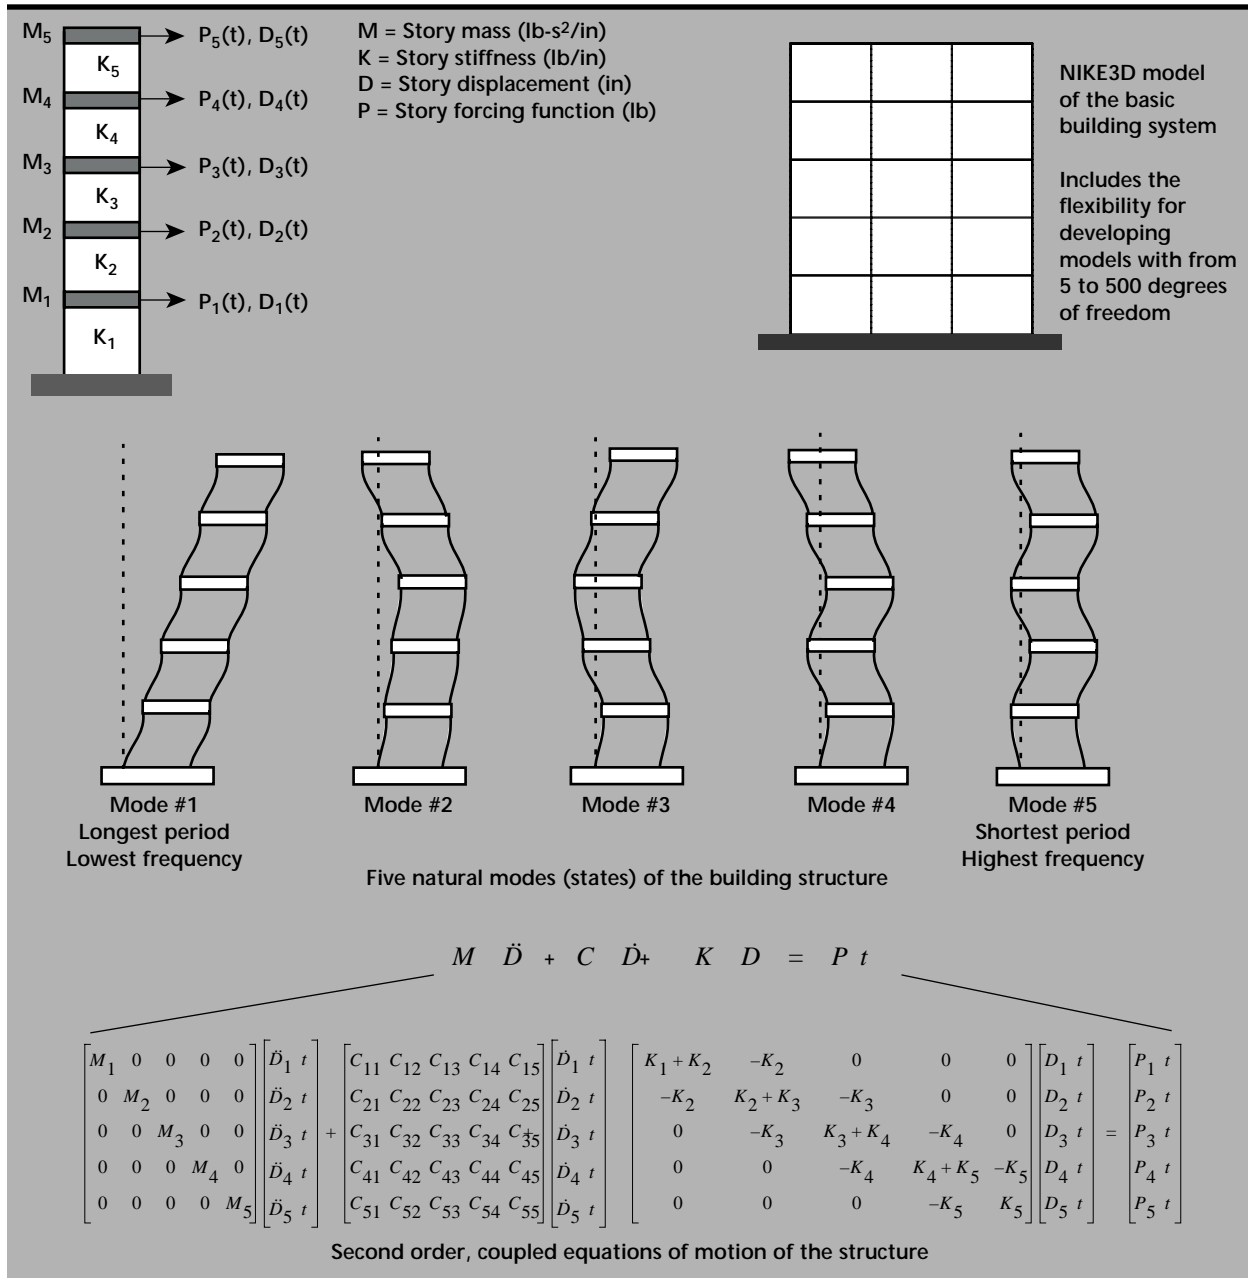 M5 P5(t), D5(t)
K5
M4 P4(t), D4(t)
K4
M3 P3(t), D3(t)
K3
M2 P2(t), D2(t)
K2
M1 P1(t), D1(t)
K1
M = Story mass (lb-s²/in)
K = Story stiffness (lb/in)
D = Story displacement (in)
P = Story forcing function (lb)
NIKE3D model
of the basic
building system
Includes the
flexibility for
developing
models with from
5 to 500 degrees
of freedom
Mode #1
Longest period
Lowest frequency
Mode #2
Mode #3
Mode #4
Mode #5
Shortest period
Highest frequency
Five natural modes (states) of the building structure
M D̈ + C Ḋ+ K D = P t
M1 0 0 0 0 D̈1 t C11 C12 C13 C14 C15 Ḋ1 t K1 + K2 −K2 0 0 0 D1 t P1 t
0 M2 0 0 0 D̈2 t C21 C22 C23 C24 C25 Ḋ2 t −K2 K2 + K3 −K3 0 0 D2 t P2 t
0 0 M3 0 0 D̈3 t + C31 C32 C33 C34 C35 + Ḋ3 t 0 −K3 K3 + K4 −K4 0 D3 t = P3 t
0 0 0 M4 0 D̈4 t C41 C42 C43 C44 C45 Ḋ4 t 0 0 −K4 K4 + K5 −K5 D4 t P4 t
0 0 0 0 M5 D̈5 t C51 C52 C53 C54 C55 Ḋ5 t 0 0 0 −K5 K5 D5 t P5 t
Second order, coupled equations of motion of the structure